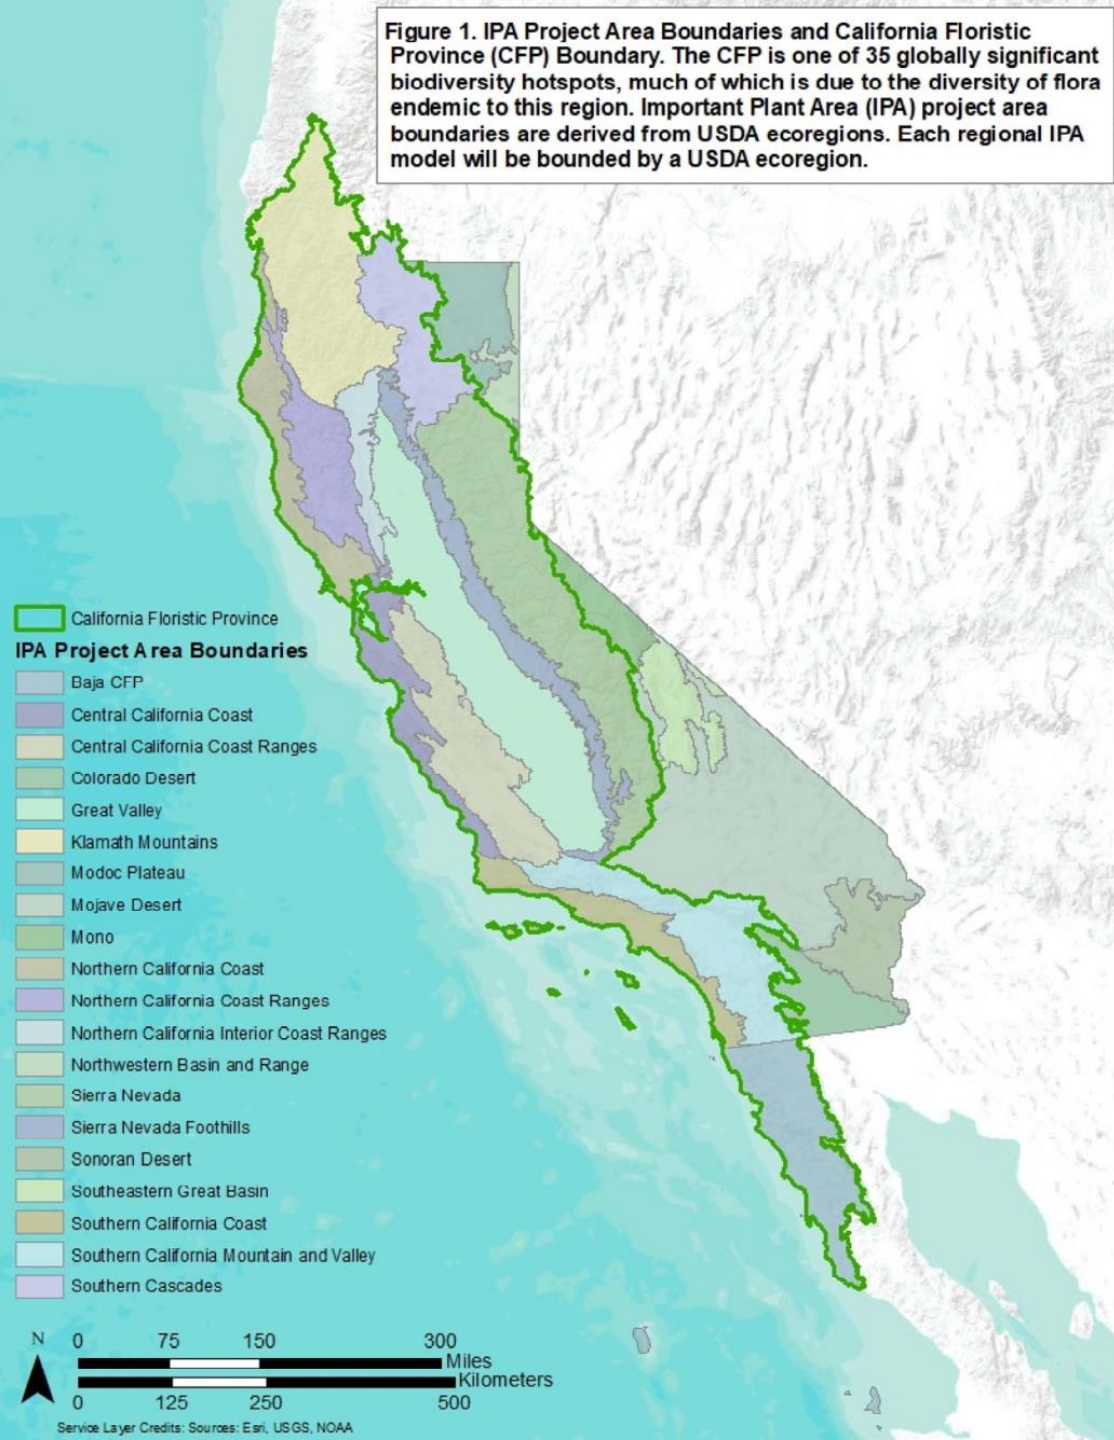 Figure 1. IPA Project Area Boundaries and California Floristic
Province (CFP) Boundary. The CFP is one of 35 globally significant
biodiversity hotspots, much of which is due to the diversity of flora
endemic to this region. Important Plant Area (IPA) project area
boundaries are derived from USDA ecoregions. Each regional IPA
model will be bounded by a USDA ecoregion.
California Floristic Province
IPA Project Area Boundaries
Baja CFP
Central California Coast
Central California Coast Ranges
Colorado Desert
Great Valley
Klamath Mountains
Modoc Plateau
Mojave Desert
Mono
Northern California Coast
Northern California Coast Ranges
Northern California Interior Coast Ranges
Northwestern Basin and Range
Sierra Nevada
Sierra Nevada Foothills
Sonoran Desert
Southeastern Great Basin
Southern California Coast
Southern California Mountain and Valley
Southern Cascades
N
0 75 150 300
Miles
Kilometers
0 125 250 500
Service Layer Credits: Sources: Esri, USGS, NOAA